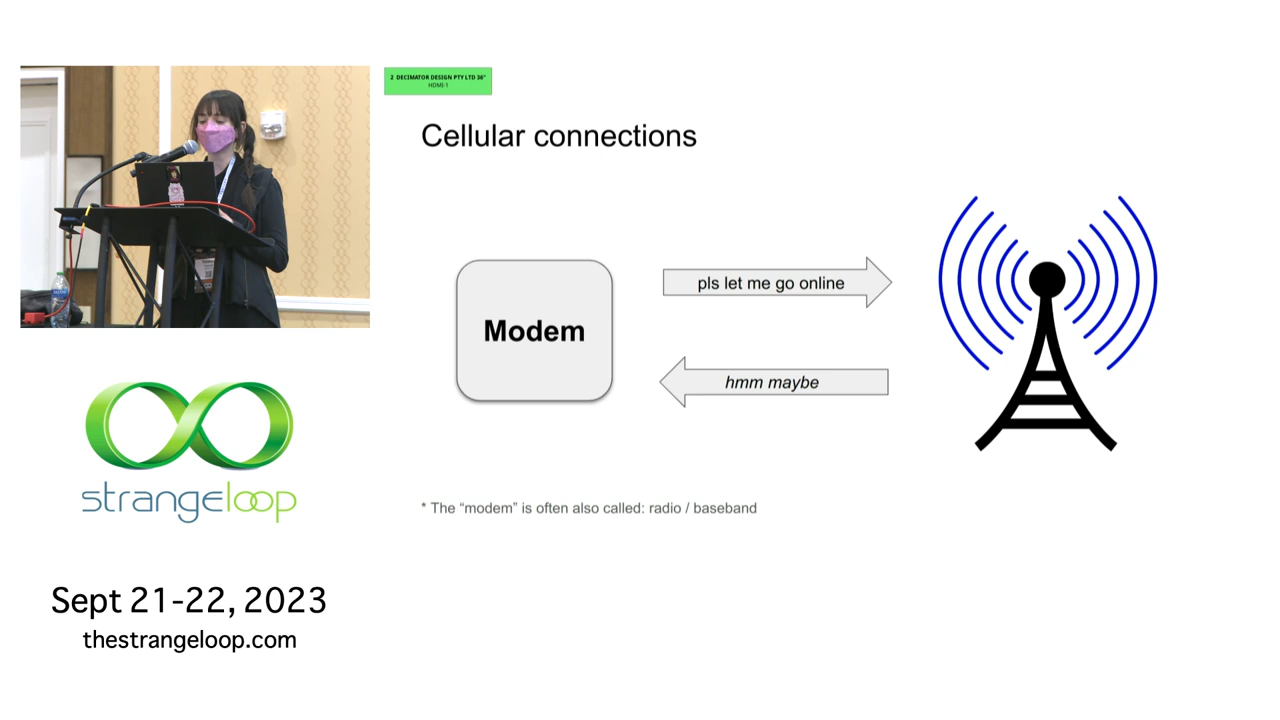 2 DECIMATOR DESIGN PTY LTD 36"
HDMI-1
Cellular connections
Modem
pls let me go online
hmm maybe
* The “modem” is often also called: radio / baseband
strangeloop
Sept 21-22, 2023
thestrangeloop.com